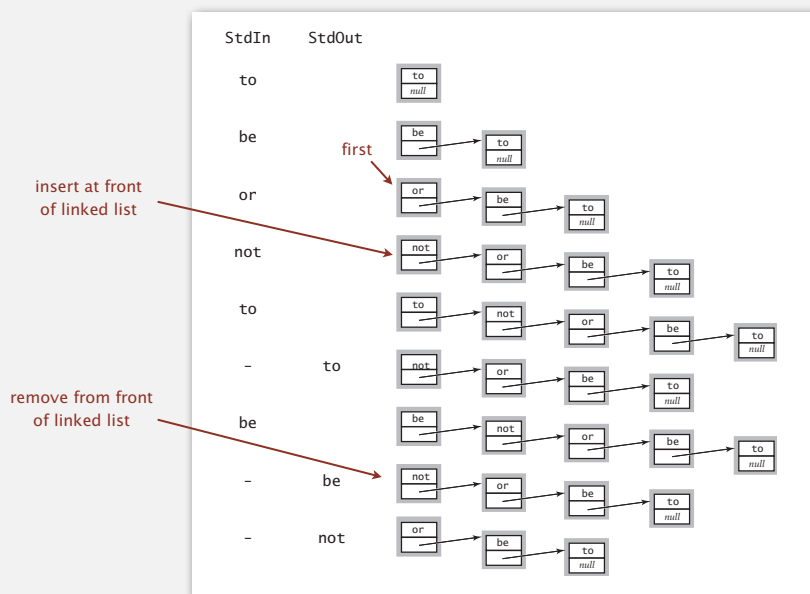 StdIn StdOut
to
to
null
be
be
to
null
first
insert at front
of linked list
or
or
be
to
null
not
not
or
be
to
null
to
to
not
or
be
to
null
- to
not
or
be
to
null
remove from front
of linked list
be
be
not
or
be
to
null
- be
not
or
be
to
null
- not
or
be
to
null